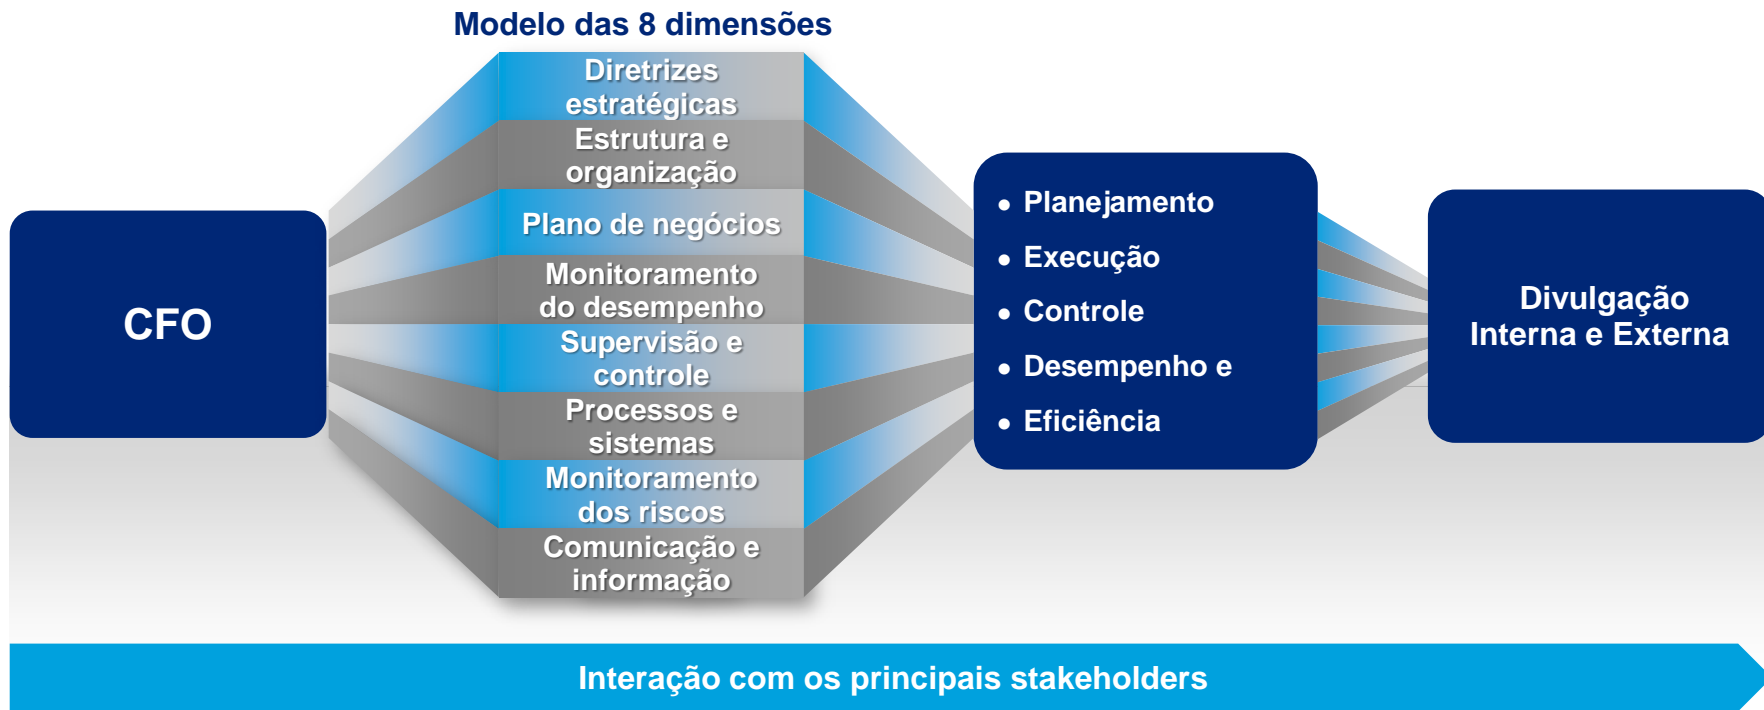 Modelo das 8 dimensões
CFO
Diretrizes
estratégicas
Estrutura e
organização
Plano de negócios
Monitoramento
do desempenho
Supervisão e
controle
Processos e
sistemas
Monitoramento
dos riscos
Comunicação e
informação
• Planejamento
• Execução
• Controle
• Desempenho e
• Eficiência
Divulgação
Interna e Externa
Interação com os principais stakeholders